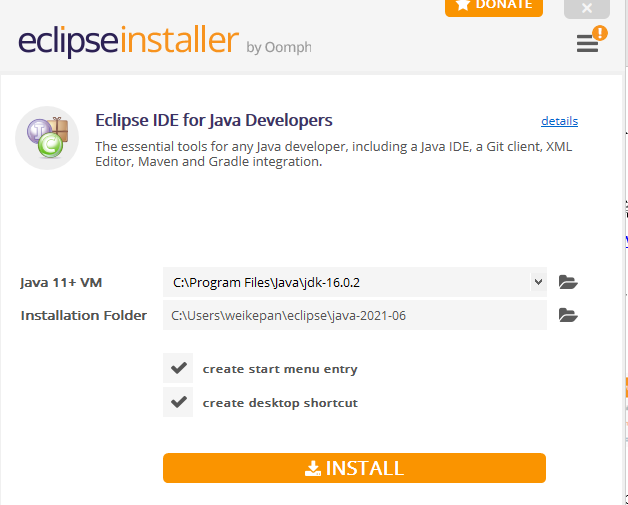 DONATE
eclipseinstaller by Oomph
Eclipse IDE for Java Developers
details
The essential tools for any Java developer, including a Java IDE, a Git client, XML
Editor, Maven and Gradle integration.
Java 11+ VM
C:\Program Files\Java\jdk-16.0.2
Installation Folder
C:\Users\weikepan\eclipse\java-2021-06
create start menu entry
create desktop shortcut
INSTALL